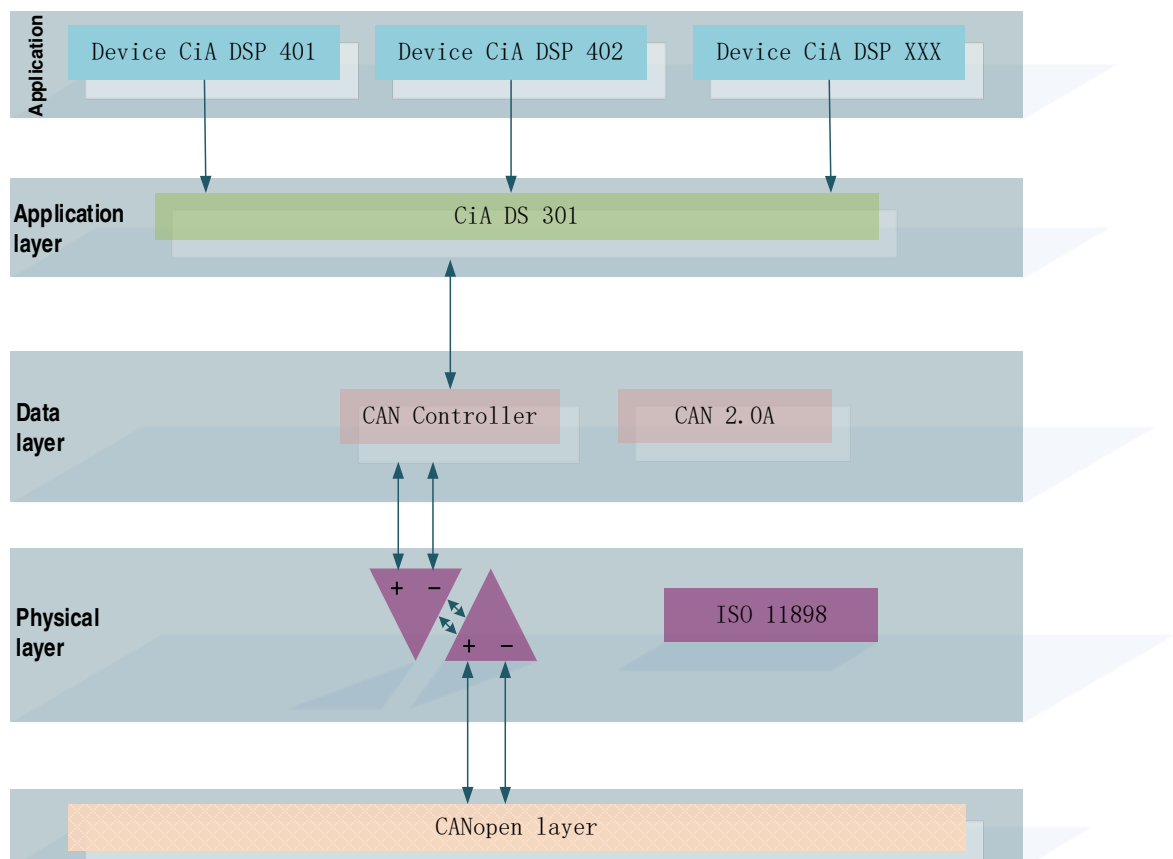 Application
Device CiA DSP 401
Device CiA DSP 402
Device CiA DSP XXX
Application
layer
CiA DS 301
Data
layer
CAN Controller
CAN 2.0A
Physical
layer
+ −
+ −
ISO 11898
CANopen layer